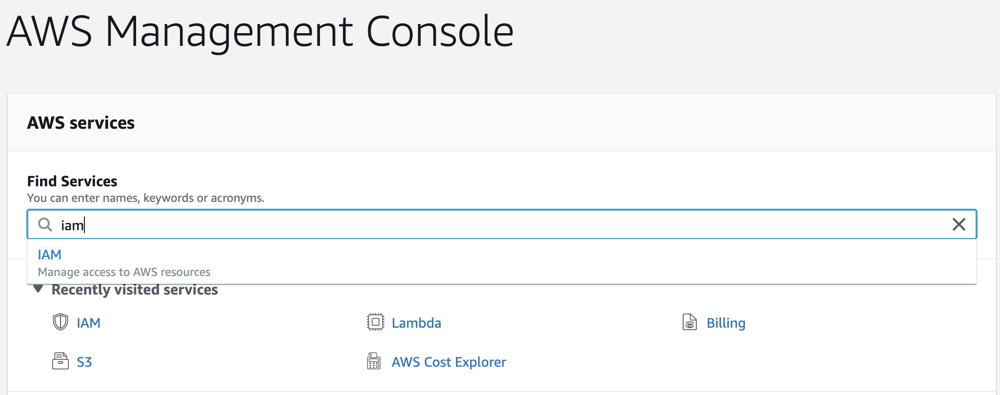 AWS Management Console
AWS services
Find Services
You can enter names, keywords or acronyms.
iam
IAM
Manage access to AWS resources
Recently visited services
IAM
Lambda
Billing
S3
AWS Cost Explorer